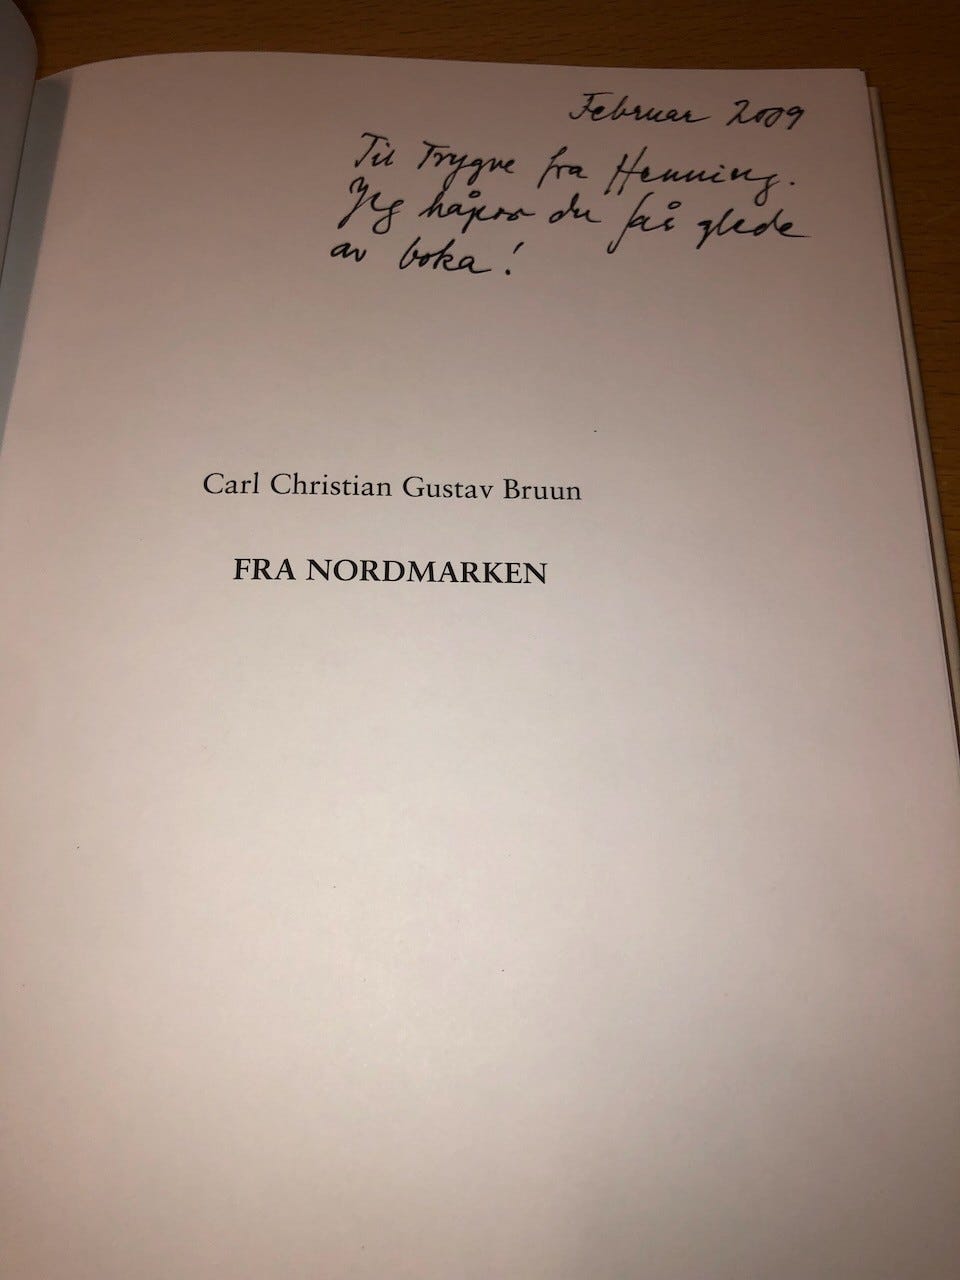 Februar 2009
Til Trygve fra Henning.
Jeg håper du får glede
av boka!
Carl Christian Gustav Bruun
FRA NORDMARKEN